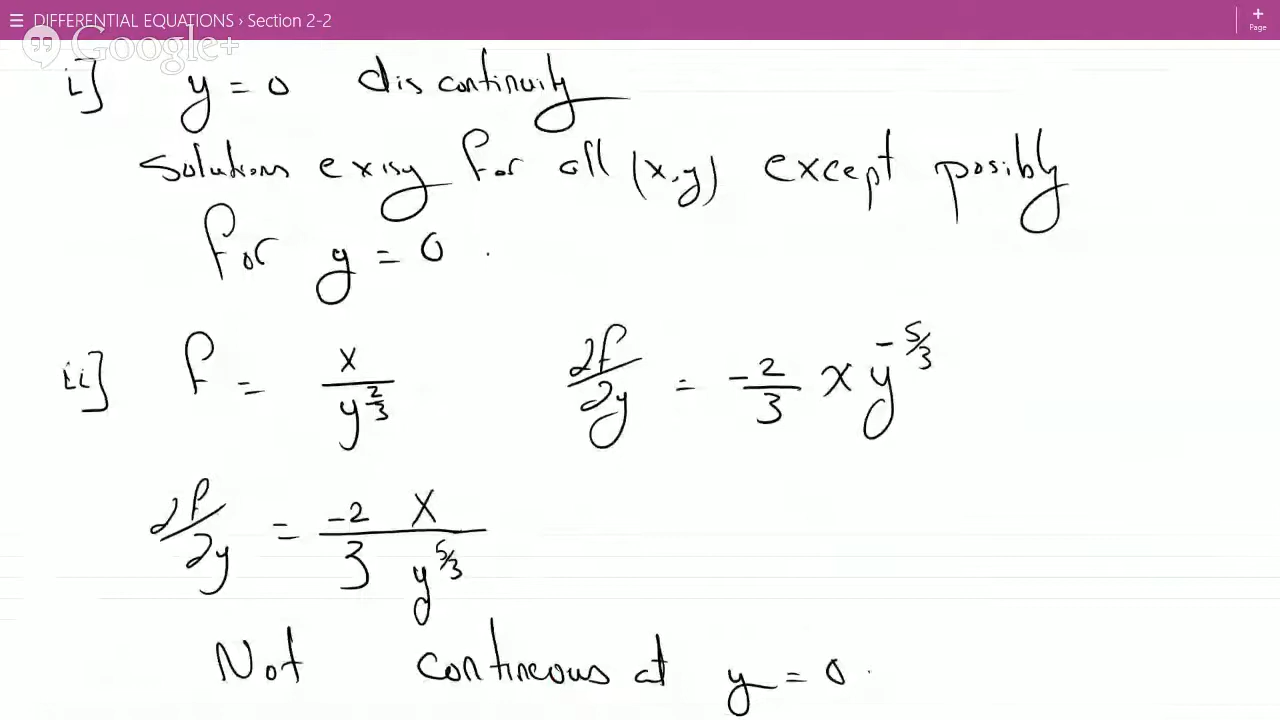 ☰ DIFFERENTIAL EQUATIONS › Section 2-2
+ Page
Google+
i] y = 0 discontinuity
Solutions exisy for all (x,y) except posibly
for y = 0 .
ii] f = x / y^(2/3)   ∂f/∂y = -2/3 x y^(-5/3)
∂f/∂y = -2/3 x / y^(5/3)
Not contineous at y = 0 .